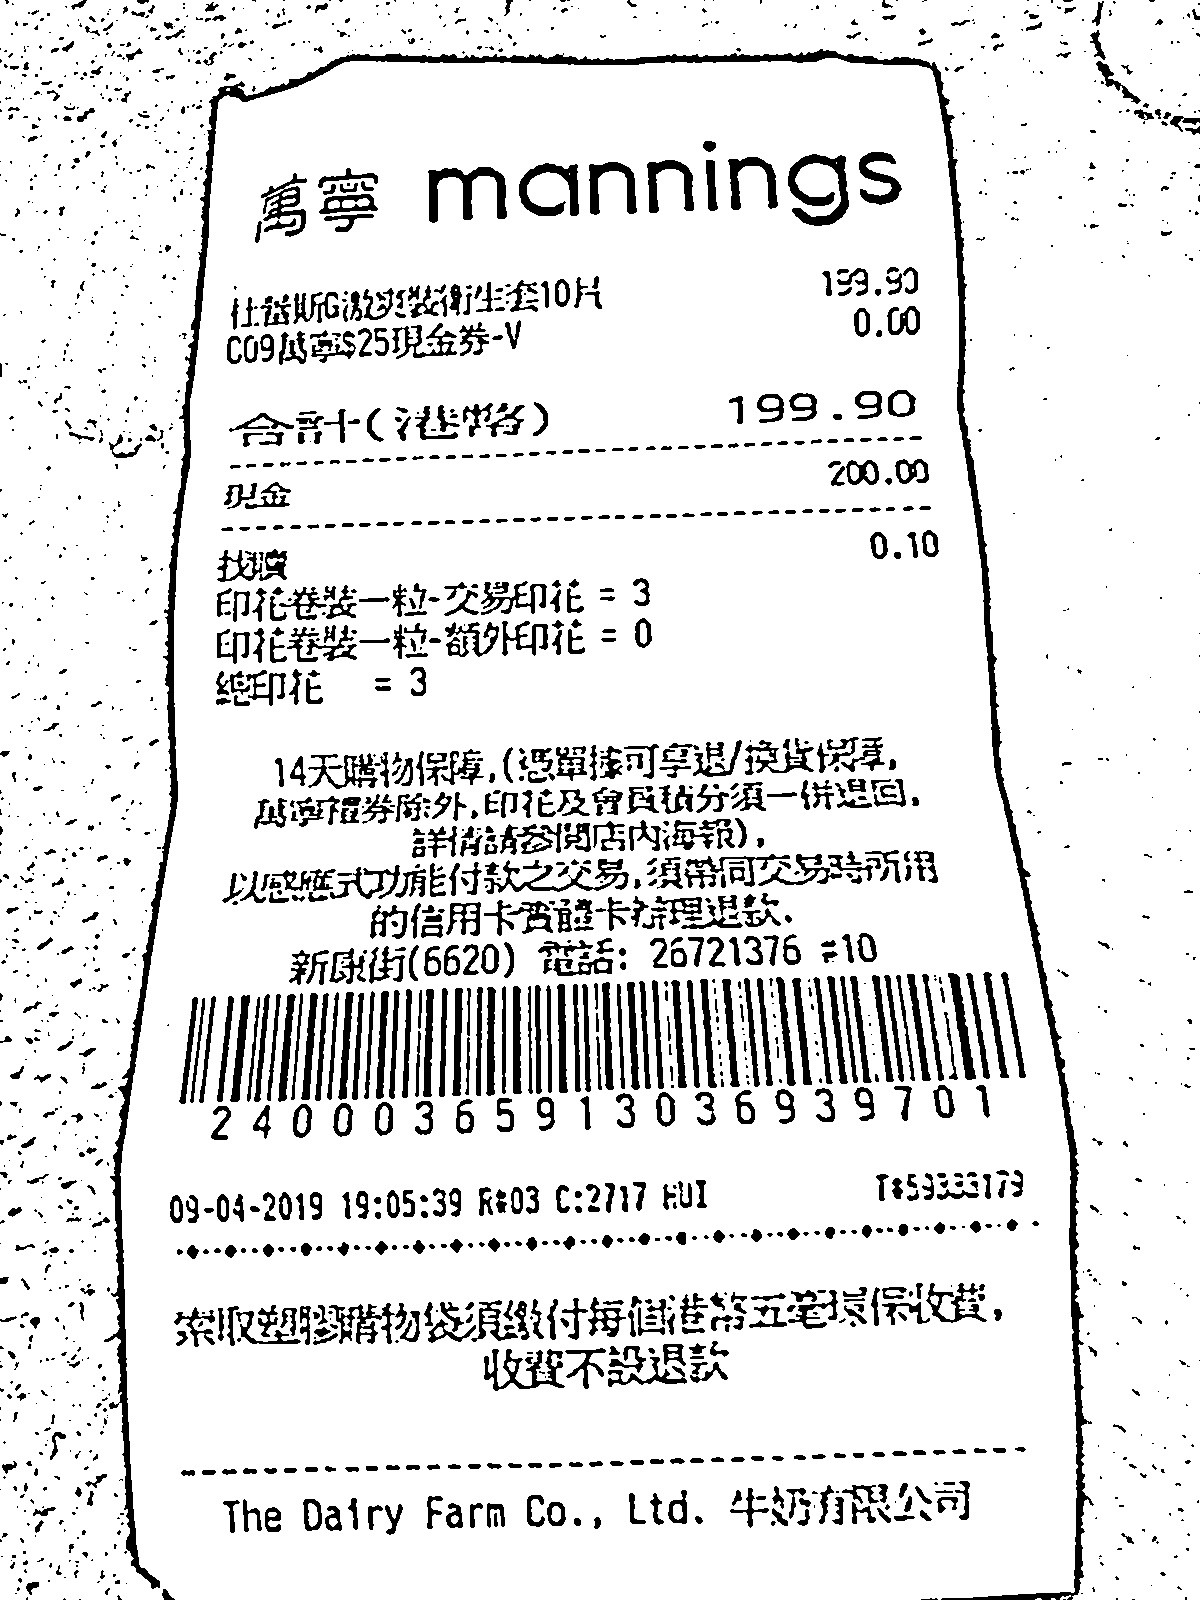 萬寧 mannings
仕當斯G激爽裝衛生套10片 199.90
C09萬寧$25現金券-V 0.00
合計(港幣) 199.90
現金 200.00
找贖 0.10
印花卷裝一粒-交易印花 = 3
印花卷裝一粒-額外印花 = 0
總印花 = 3
14天購物保障,(憑單據可享退/換貨保障,
萬寧禮券除外,印花及會員積分須一併退回,
詳情請參閱店內海報),
以感應式功能付款之交易,須帶同交易時所用
的信用卡實體卡辦理退款.
新康街(6620) 電話: 26721376 #10
24000365913036939701
09-04-2019 19:05:39 R#03 C:2717 HUI T#59333179
索取塑膠購物袋須繳付每個港幣五毫環保收費,
收費不設退款
The Dairy Farm Co., Ltd. 牛奶有限公司